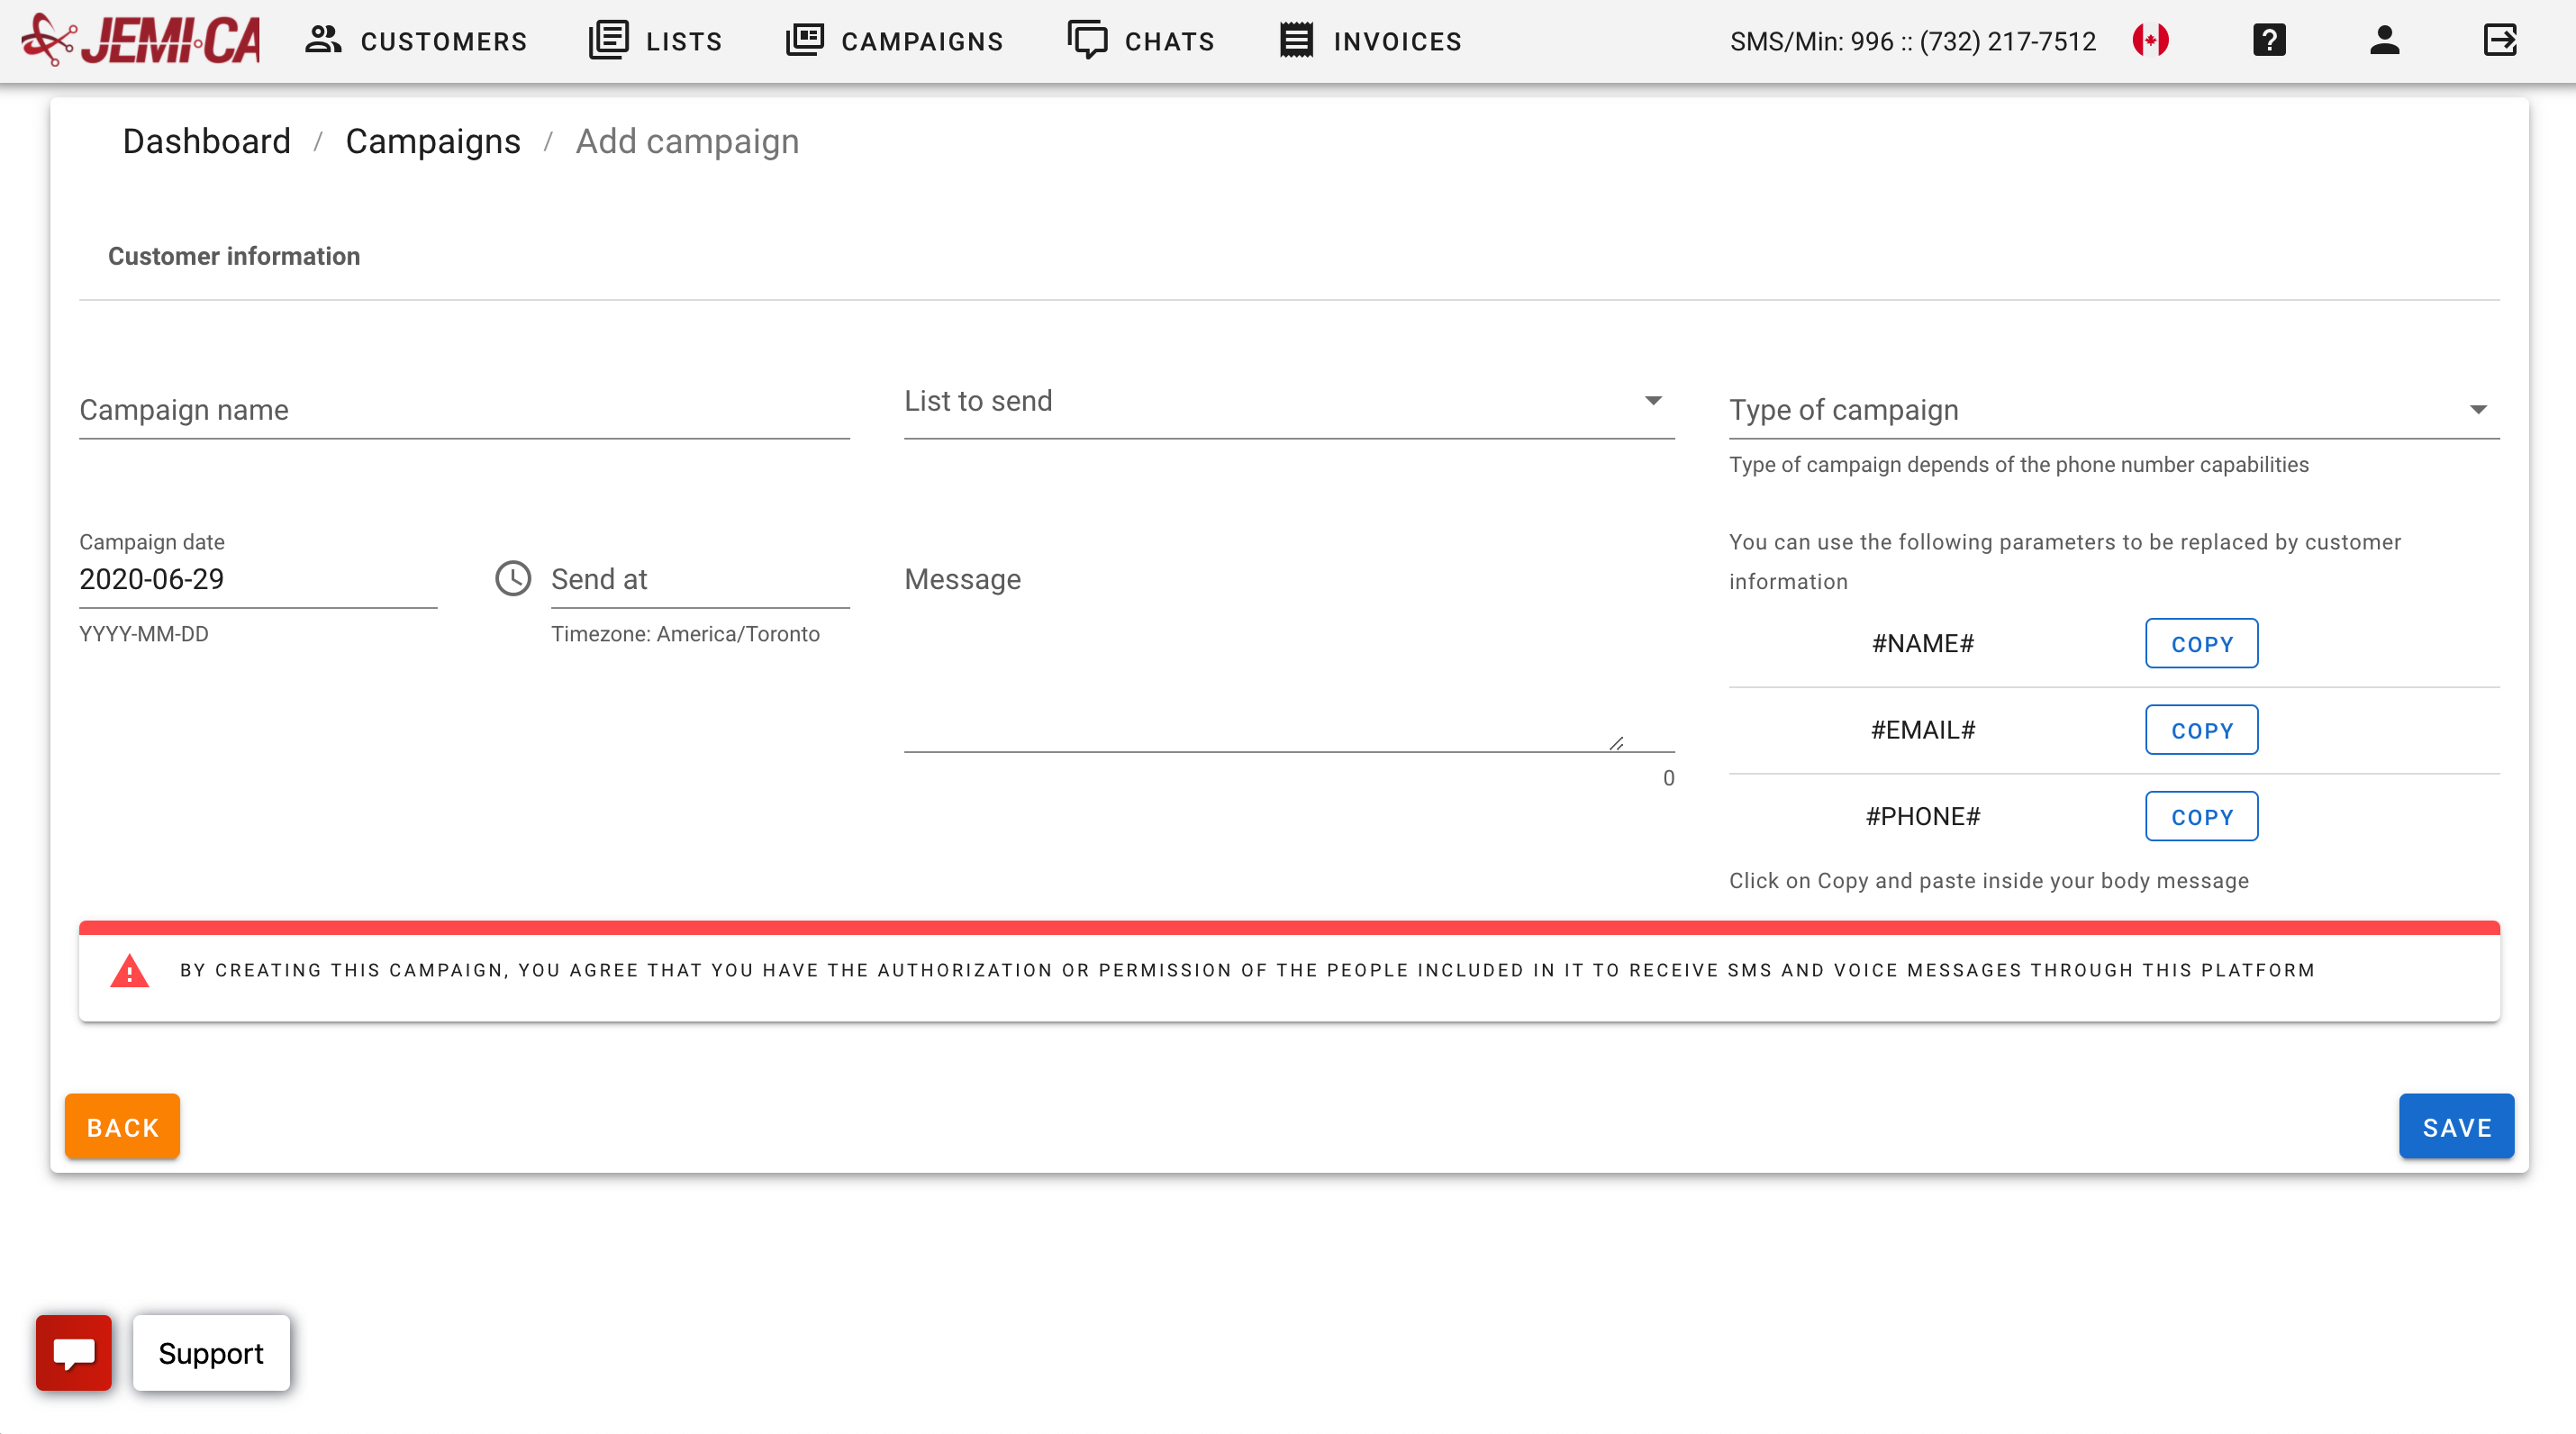 JEMI·CA
CUSTOMERS
LISTS
CAMPAIGNS
CHATS
INVOICES
SMS/Min: 996 :: (732) 217-7512
?
Dashboard / Campaigns / Add campaign
Customer information
Campaign name
List to send
Type of campaign
Type of campaign depends of the phone number capabilities
Campaign date
2020-06-29
YYYY-MM-DD
Send at
Timezone: America/Toronto
Message
0
You can use the following parameters to be replaced by customer
information
#NAME# COPY
#EMAIL# COPY
#PHONE# COPY
Click on Copy and paste inside your body message
BY CREATING THIS CAMPAIGN, YOU AGREE THAT YOU HAVE THE AUTHORIZATION OR PERMISSION OF THE PEOPLE INCLUDED IN IT TO RECEIVE SMS AND VOICE MESSAGES THROUGH THIS PLATFORM
BACK
SAVE
Support